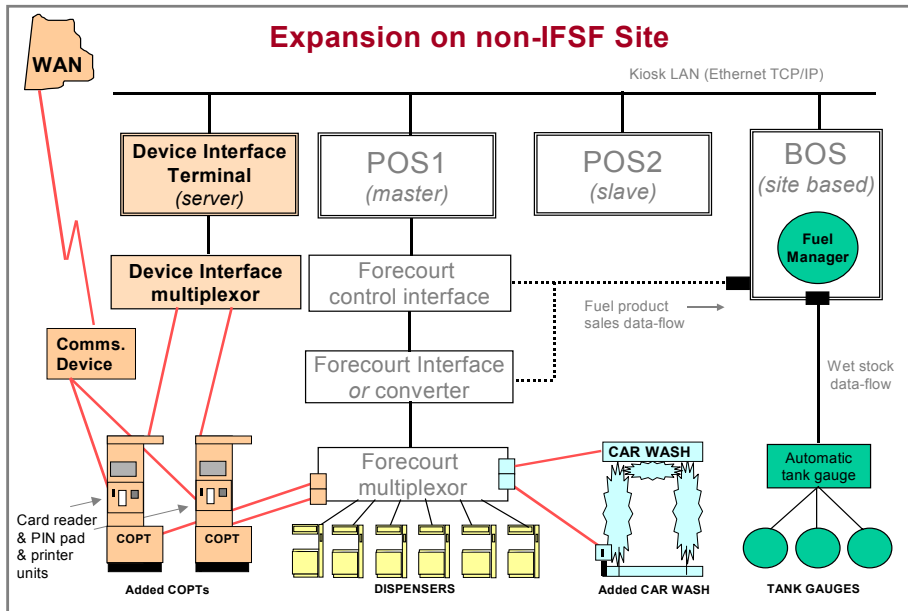 Expansion on non-IFSF Site
WAN
Kiosk LAN (Ethernet TCP/IP)
Device Interface
Terminal
(server)
POS1
(master)
POS2
(slave)
BOS
(site based)
Fuel
Manager
Device Interface
multiplexor
Forecourt
control interface
Fuel product
sales data-flow
Comms.
Device
Forecourt Interface
or converter
Wet stock
data-flow
Forecourt
multiplexor
CAR WASH
Automatic
tank gauge
Card reader
& PIN pad
& printer
units
COPT
COPT
Added COPTs
DISPENSERS
Added CAR WASH
TANK GAUGES